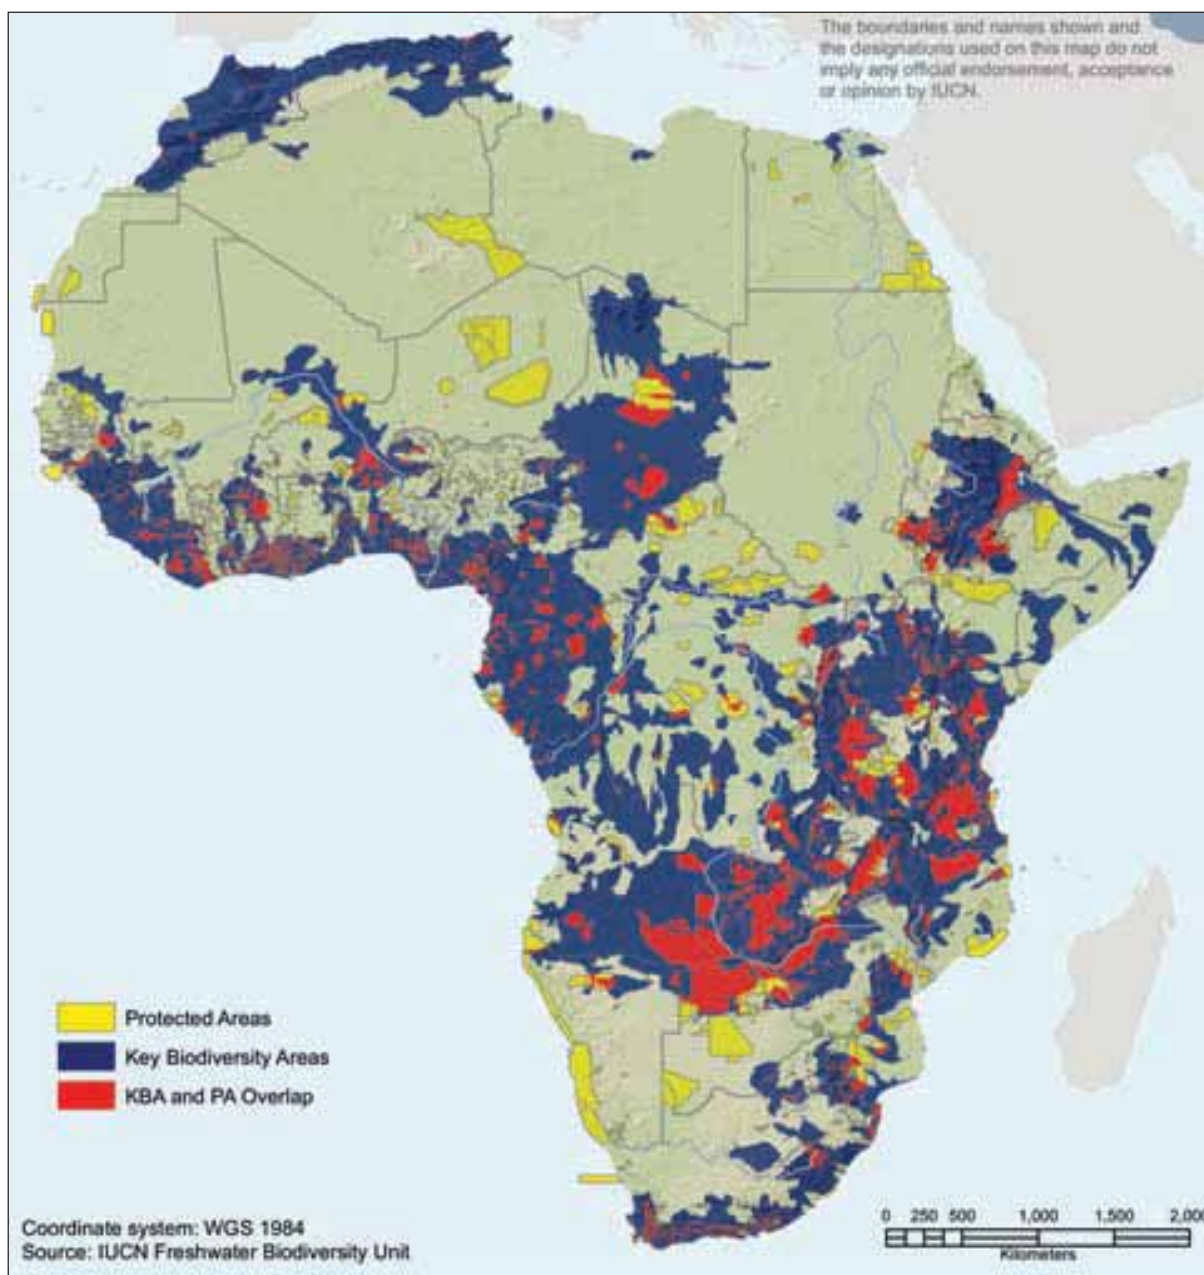 The boundaries and names shown and
the designations used on this map do not
imply any official endorsement, acceptance
or opinion by IUCN.
Protected Areas
Key Biodiversity Areas
KBA and PA Overlap
Coordinate system: WGS 1984
Source: IUCN Freshwater Biodiversity Unit
0 250 500 1,000 1,500 2,000
Kilometers